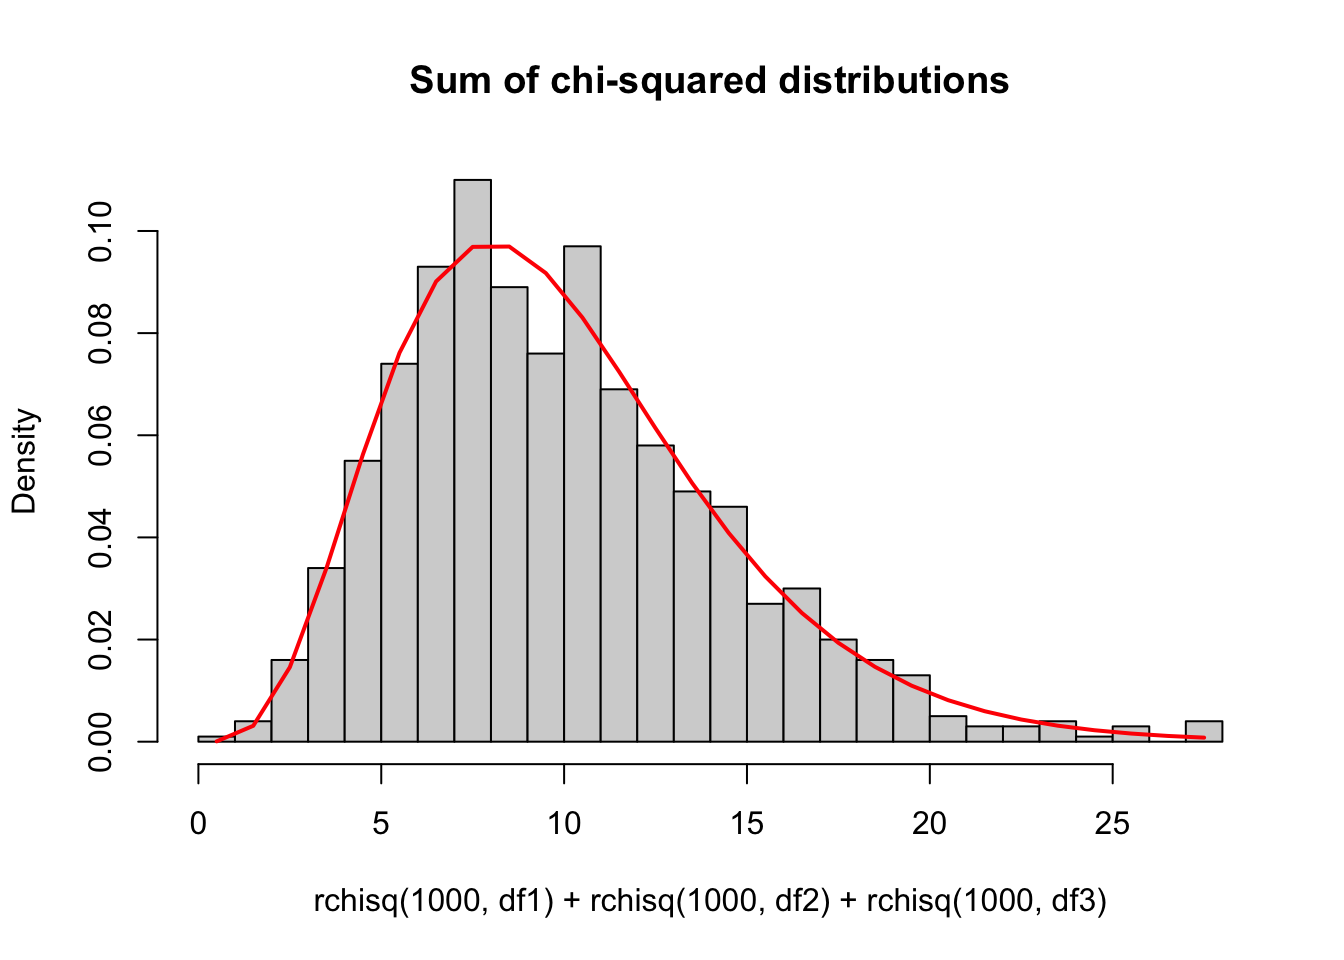 Sum of chi-squared distributions
Density
0.10
0.08
0.06
0.04
0.02
0.00
0 5 10 15 20 25
rchisq(1000, df1) + rchisq(1000, df2) + rchisq(1000, df3)